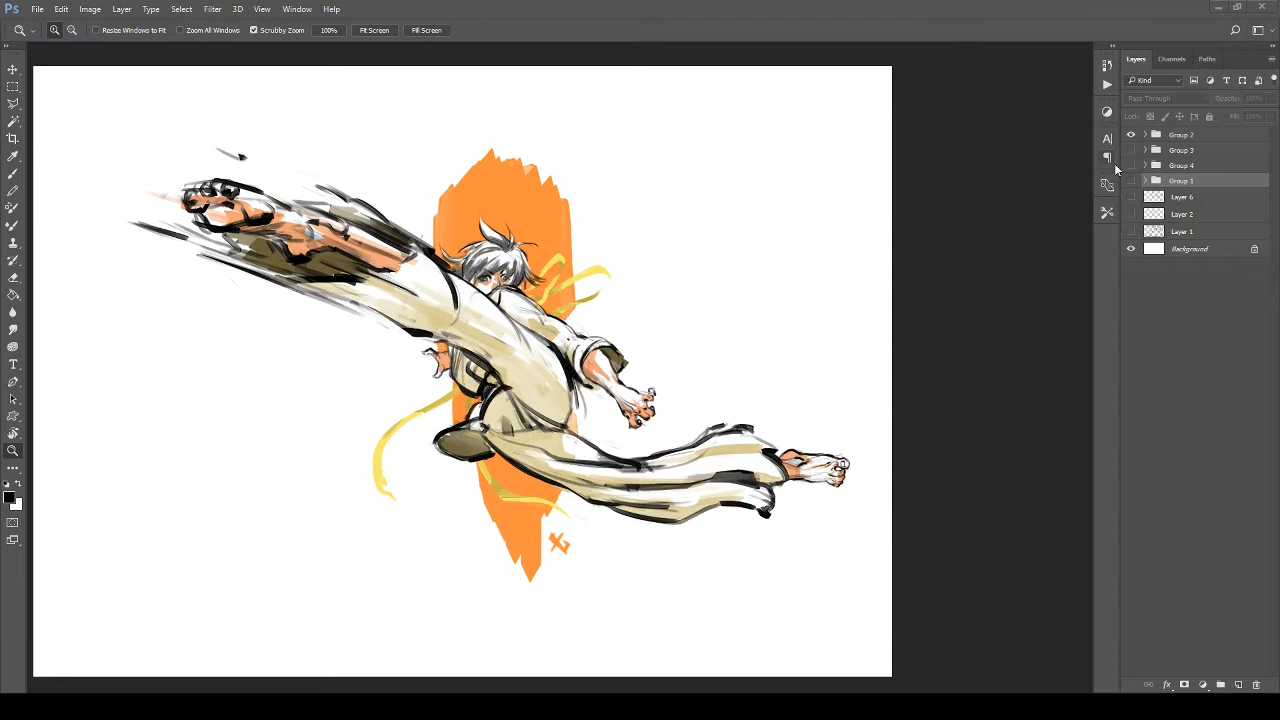 Ps File Edit Image Layer Type Select Filter 3D View Window Help
Resize Windows to Fit Zoom All Windows Scrubby Zoom 100% Fit Screen Fill Screen
Layers Channels Paths
Kind
Pass Through Opacity: 100%
Lock: Fill: 100%
Group 2
Group 3
Group 4
Group 1
Layer 6
Layer 2
Layer 1
Background